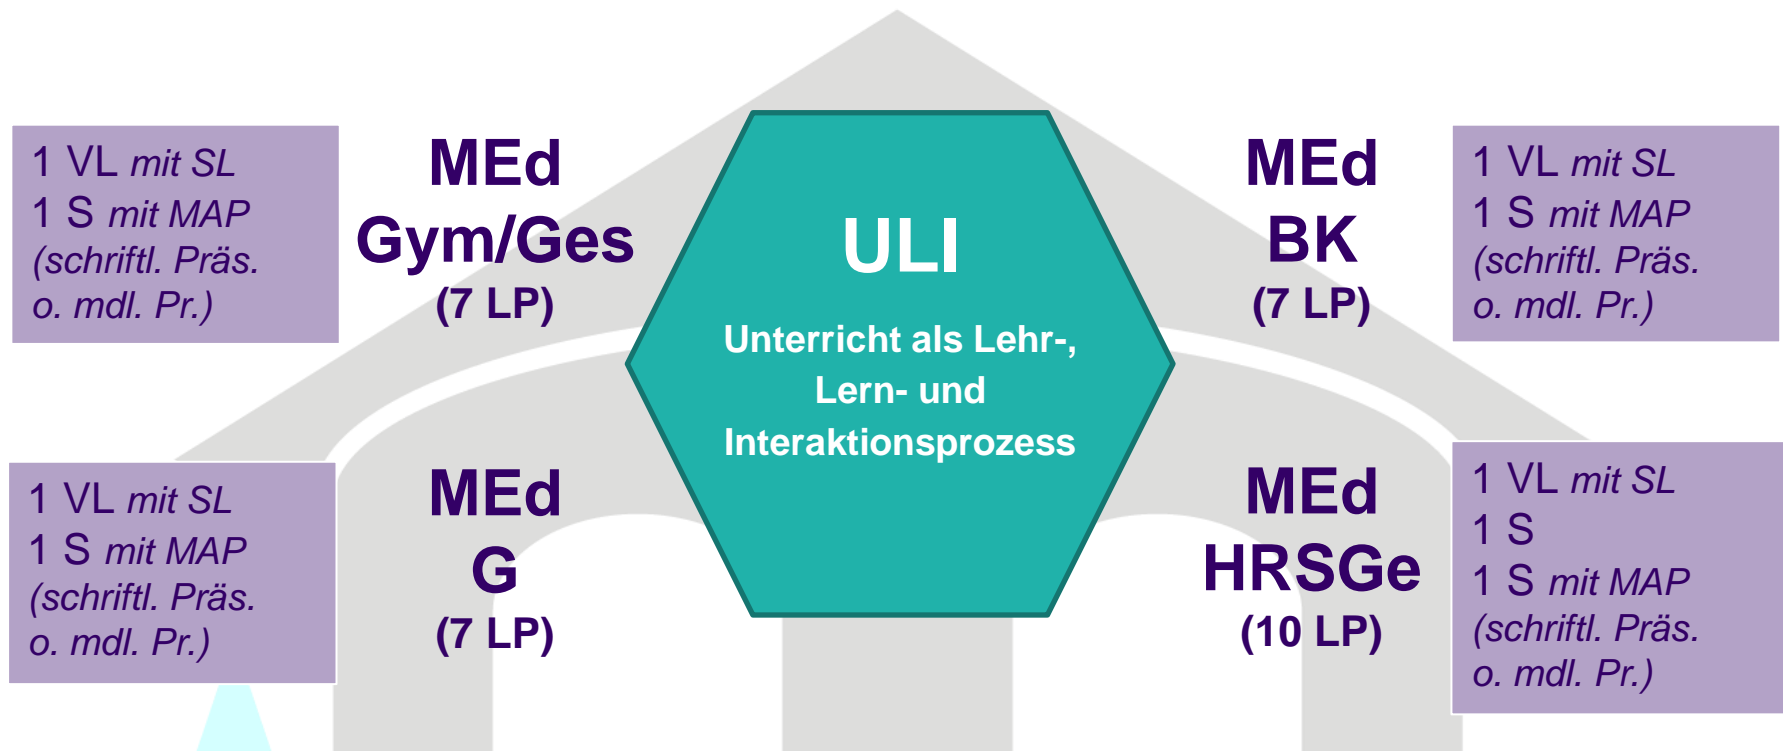 1 VL mit SL
1 S mit MAP
(schriftl. Präs.
o. mdl. Pr.)
MEd
Gym/Ges
(7 LP)
ULI
Unterricht als Lehr-,
Lern- und
Interaktionsprozess
MEd
BK
(7 LP)
1 VL mit SL
1 S mit MAP
(schriftl. Präs.
o. mdl. Pr.)
1 VL mit SL
1 S mit MAP
(schriftl. Präs.
o. mdl. Pr.)
MEd
G
(7 LP)
MEd
HRSGe
(10 LP)
1 VL mit SL
1 S
1 S mit MAP
(schriftl. Präs.
o. mdl. Pr.)